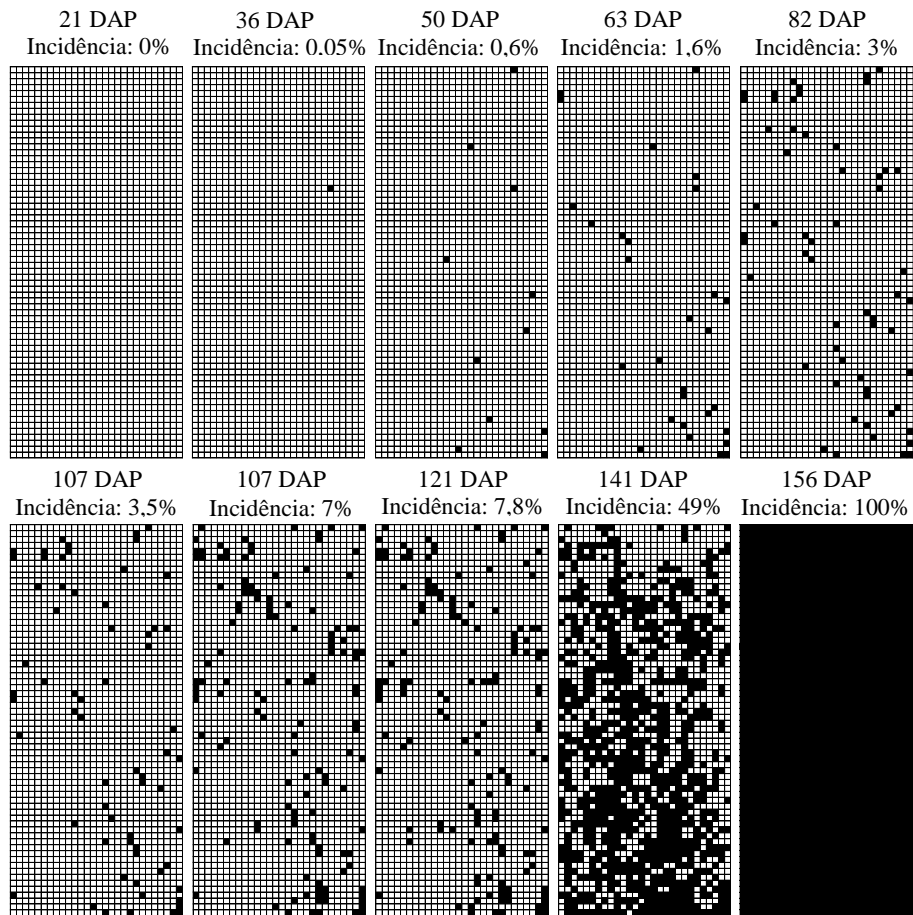 21 DAP
Incidência: 0%
36 DAP
Incidência: 0.05%
50 DAP
Incidência: 0,6%
63 DAP
Incidência: 1,6%
82 DAP
Incidência: 3%
107 DAP
Incidência: 3,5%
107 DAP
Incidência: 7%
121 DAP
Incidência: 7,8%
141 DAP
Incidência: 49%
156 DAP
Incidência: 100%